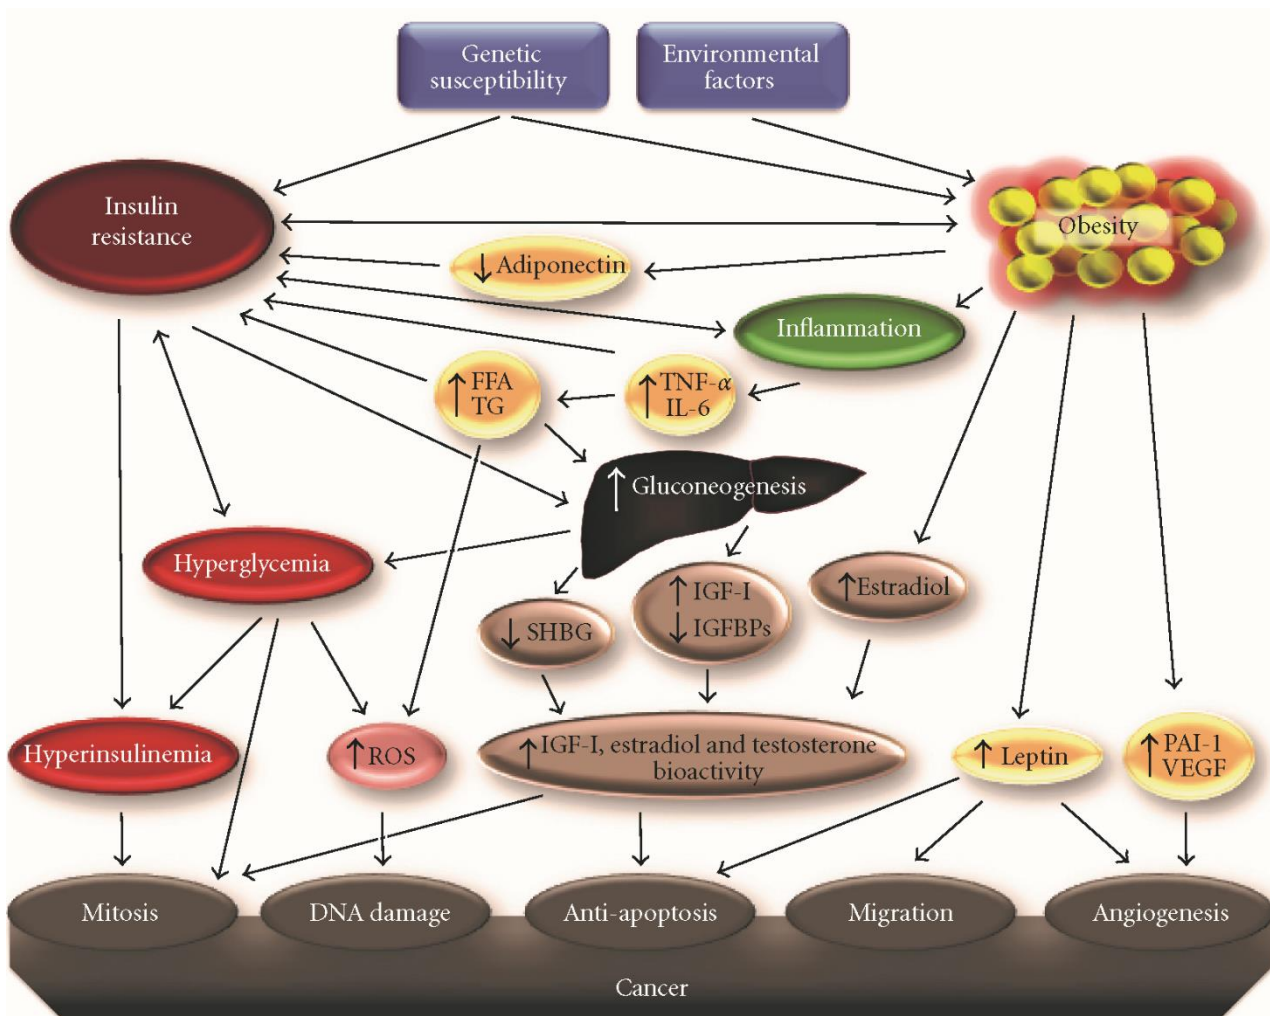 Genetic
susceptibility
Environmental
factors
Insulin
resistance
Obesity
↓ Adiponectin
Inflammation
↑ FFA
TG
↑ TNF-α
IL-6
↑ Gluconeogenesis
Hyperglycemia
↑ IGF-I
↓ IGFBPs
↑ Estradiol
↓ SHBG
Hyperinsulinemia
↑ ROS
↑ IGF-I, estradiol and testosterone
bioactivity
↑ Leptin
↑ PAI-1
VEGF
Mitosis
DNA damage
Anti-apoptosis
Migration
Angiogenesis
Cancer